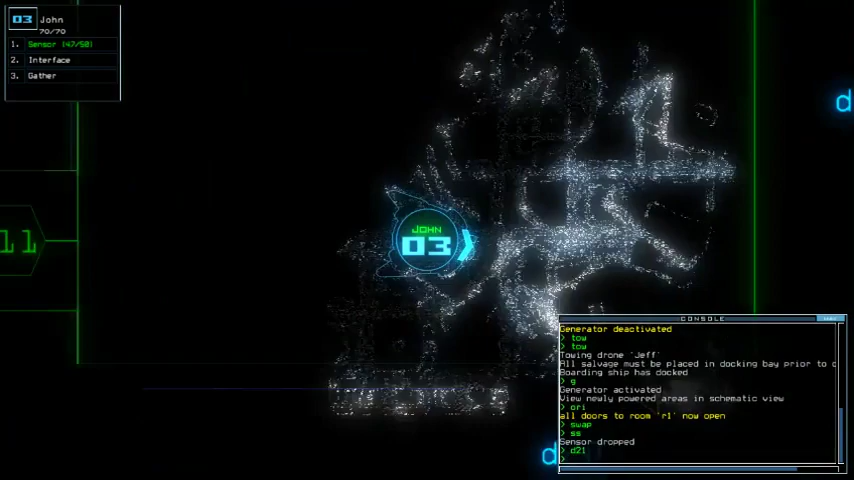 03 John
70/70
1. Sensor (47/50)
2. Interface
3. Gather
11
JOHN
03
d
d
CONSOLE
Generator deactivated
> tow
> tow
Towing drone 'Jeff'
All salvage must be placed in docking bay prior to d
Boarding ship has docked
> g
Generator activated
View newly powered areas in schematic view
> ori
all doors to room 'r1' now open
> swap
> ss
Sensor dropped
> d21
>